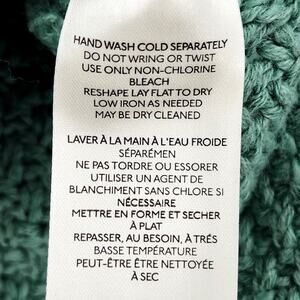 HAND WASH COLD SEPARATELY
DO NOT WRING OR TWIST
USE ONLY NON-CHLORINE
BLEACH
RESHAPE LAY FLAT TO DRY
LOW IRON AS NEEDED
MAY BE DRY CLEANED
LAVER À LA MAIN À L'EAU FROIDE
SÉPARÉMEN
NE PAS TORDRE OU ESSORER
UTILISER UN AGENT DE
BLANCHIMENT SANS CHLORE SI
NÉCESSAIRE
METTRE EN FORME ET SECHER
À PLAT
REPASSER, AU BESOIN, À TRÉS
BASSE TEMPÉRATURE
PEUT-ÊTRE ÊTRE NETTOYÉE
À SEC